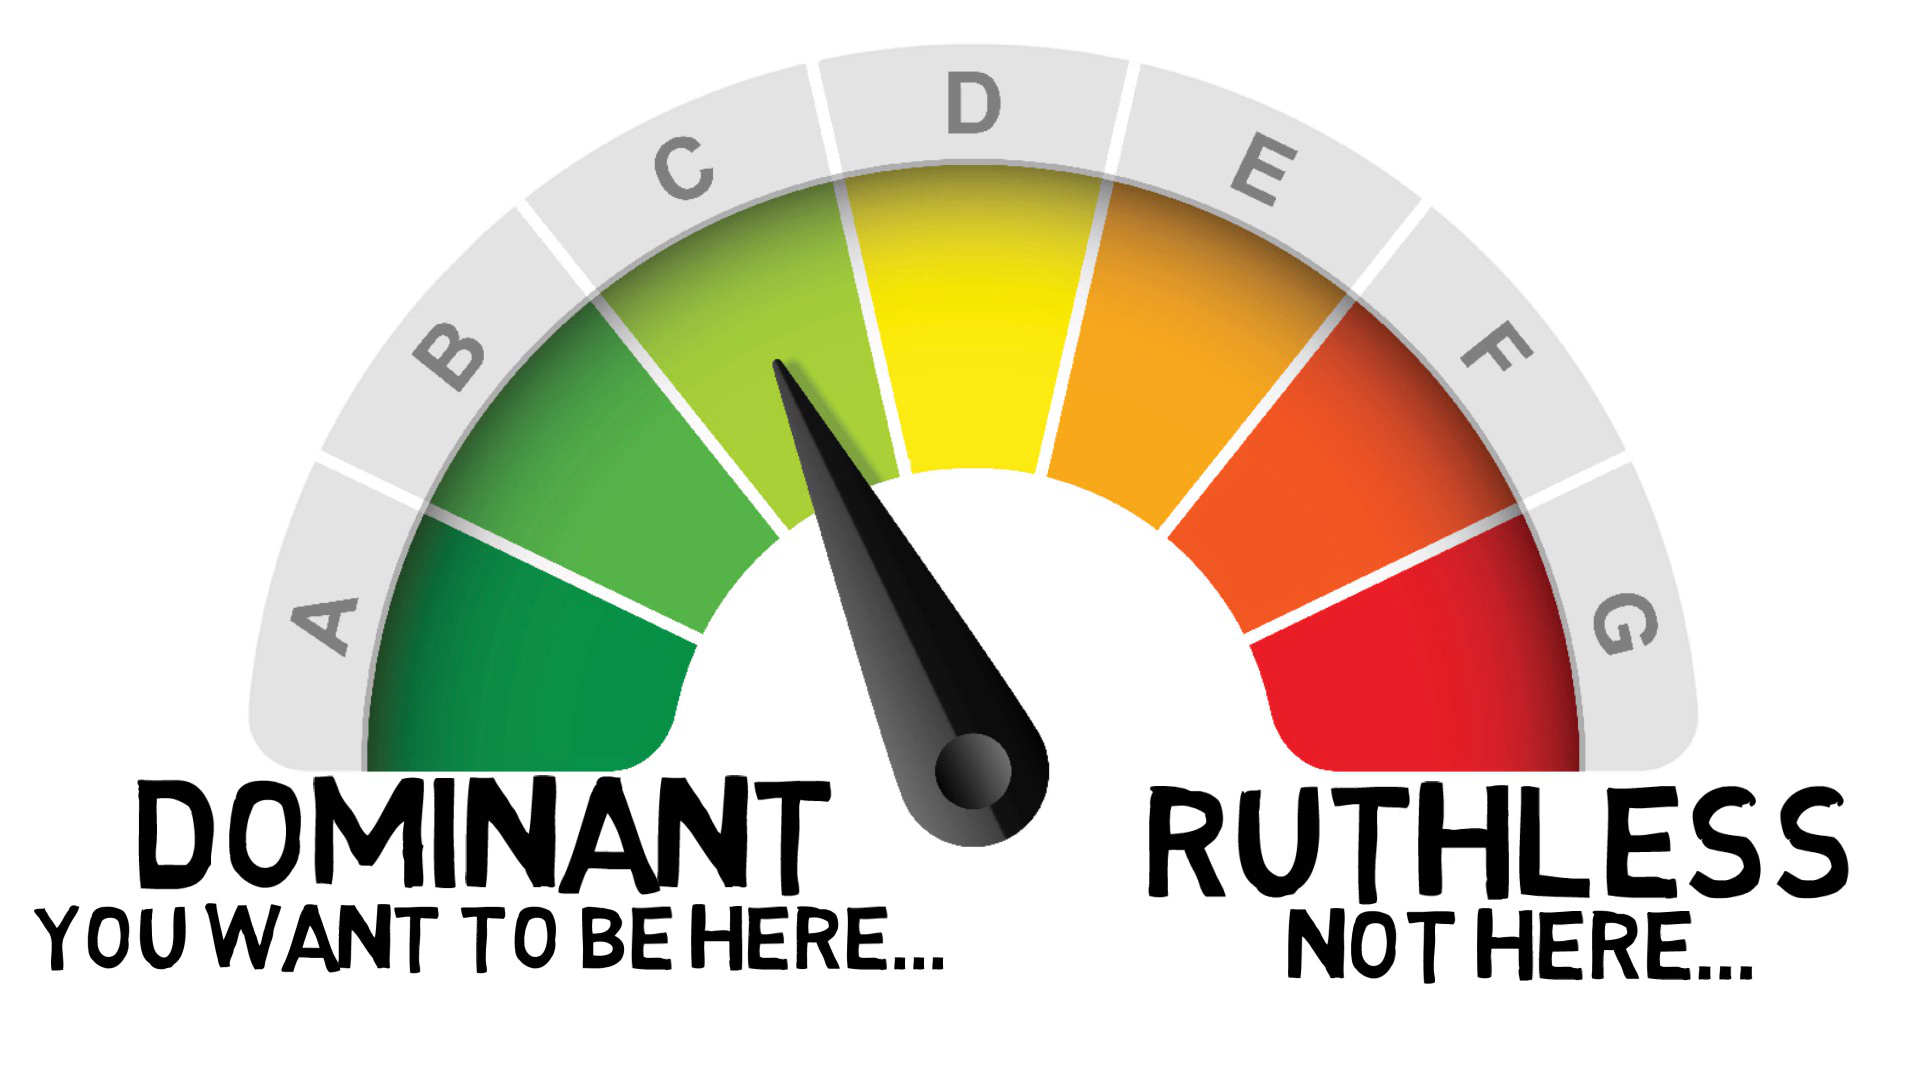 A
B
C
D
E
F
G
DOMINANT
YOU WANT TO BE HERE...
RUTHLESS
NOT HERE...